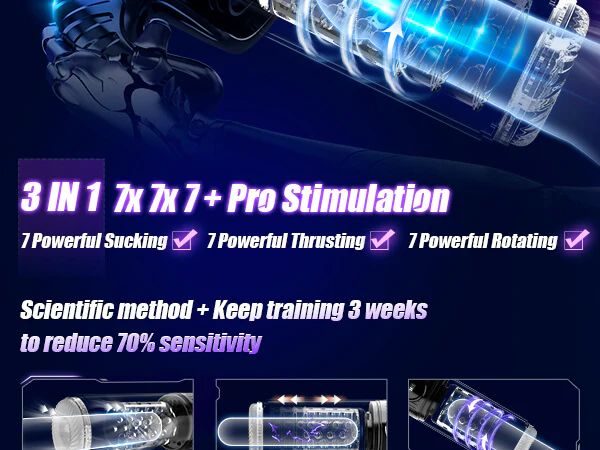 3 IN 1 7x 7x 7 + Pro Stimulation
7 Powerful Sucking 7 Powerful Thrusting 7 Powerful Rotating
Scientific method + Keep training 3 weeks
to reduce 70% sensitivity